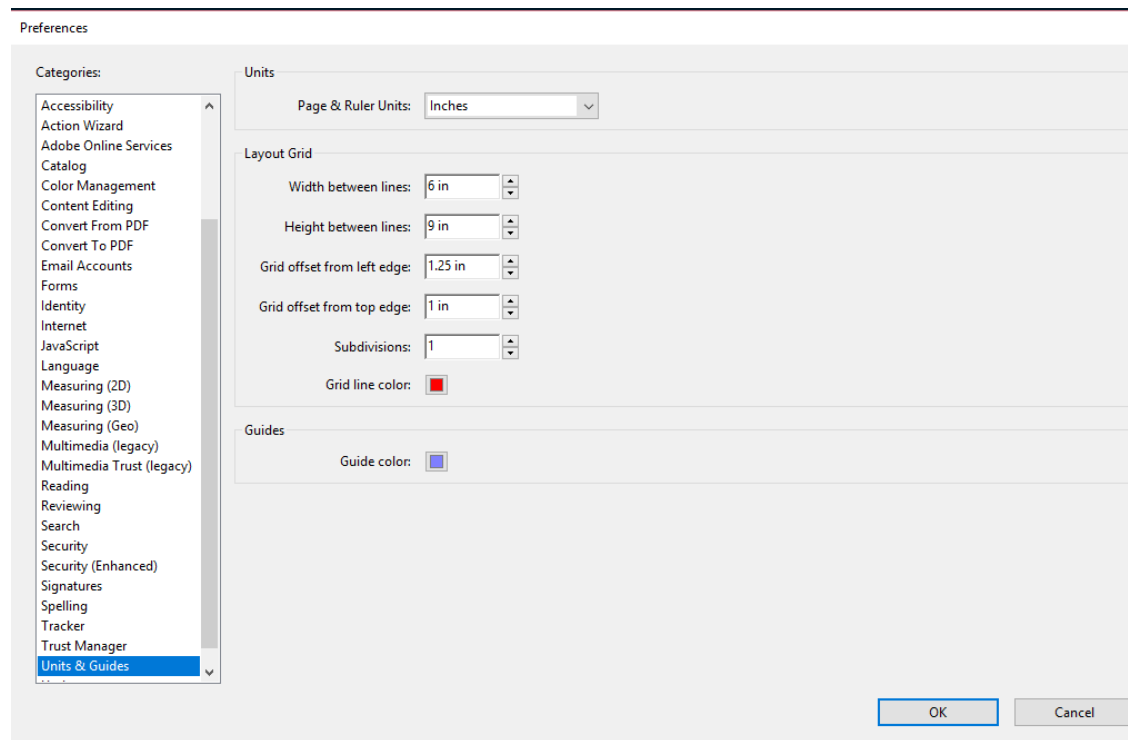 Preferences
Categories:
Accessibility
Action Wizard
Adobe Online Services
Catalog
Color Management
Content Editing
Convert From PDF
Convert To PDF
Email Accounts
Forms
Identity
Internet
JavaScript
Language
Measuring (2D)
Measuring (3D)
Measuring (Geo)
Multimedia (legacy)
Multimedia Trust (legacy)
Reading
Reviewing
Search
Security
Security (Enhanced)
Signatures
Spelling
Tracker
Trust Manager
Units & Guides
Units
Page & Ruler Units: Inches
Layout Grid
Width between lines: 6 in
Height between lines: 9 in
Grid offset from left edge: 1.25 in
Grid offset from top edge: 1 in
Subdivisions: 1
Grid line color:
Guides
Guide color:
OK Cancel